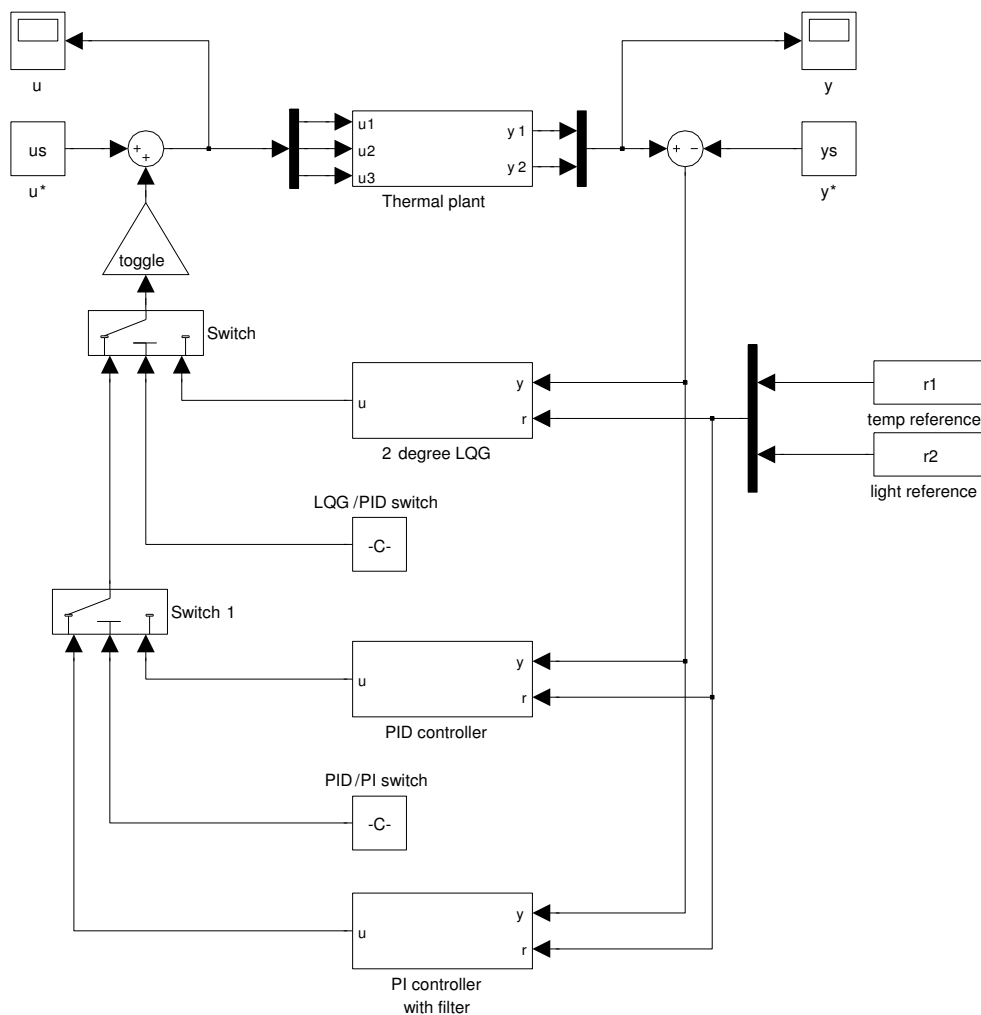 u
y
us
u*
+
+
u1
u2
u3
y 1
y 2
Thermal plant
+
−
ys
y*
toggle
Switch
y
u
r
2 degree LQG
r1
temp reference
r2
light reference
LQG /PID switch
-C-
Switch 1
y
u
r
PID controller
PID/PI switch
-C-
y
u
r
PI controller
with filter